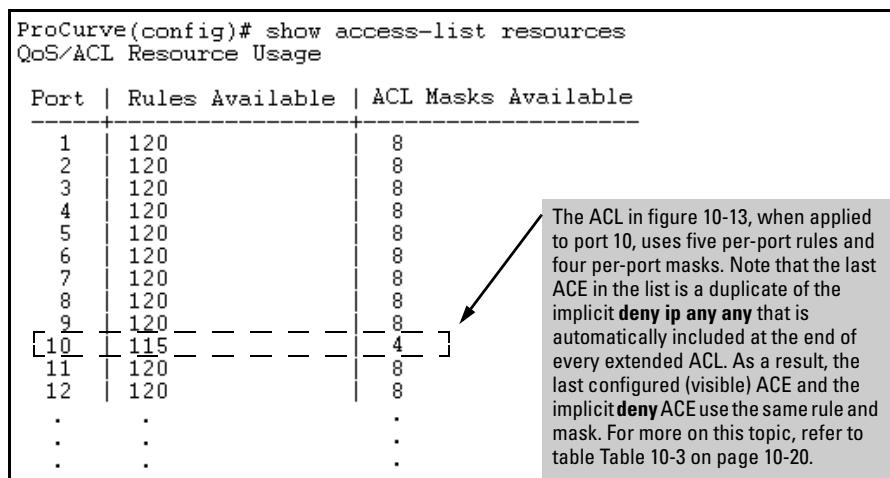 ProCurve(config)# show access-list resources
QoS/ACL Resource Usage
Port | Rules Available | ACL Masks Available
-----+-----------------+--------------------
1 | 120 | 8
2 | 120 | 8
3 | 120 | 8
4 | 120 | 8
5 | 120 | 8
6 | 120 | 8
7 | 120 | 8
8 | 120 | 8
9 | 120 | 8
10 | 115 | 4
11 | 120 | 8
12 | 120 | 8
. . .
. . .
. . .
The ACL in figure 10-13, when applied
to port 10, uses five per-port rules and
four per-port masks. Note that the last
ACE in the list is a duplicate of the
implicit deny ip any any that is
automatically included at the end of
every extended ACL. As a result, the
last configured (visible) ACE and the
implicit deny ACE use the same rule and
mask. For more on this topic, refer to
table Table 10-3 on page 10-20.